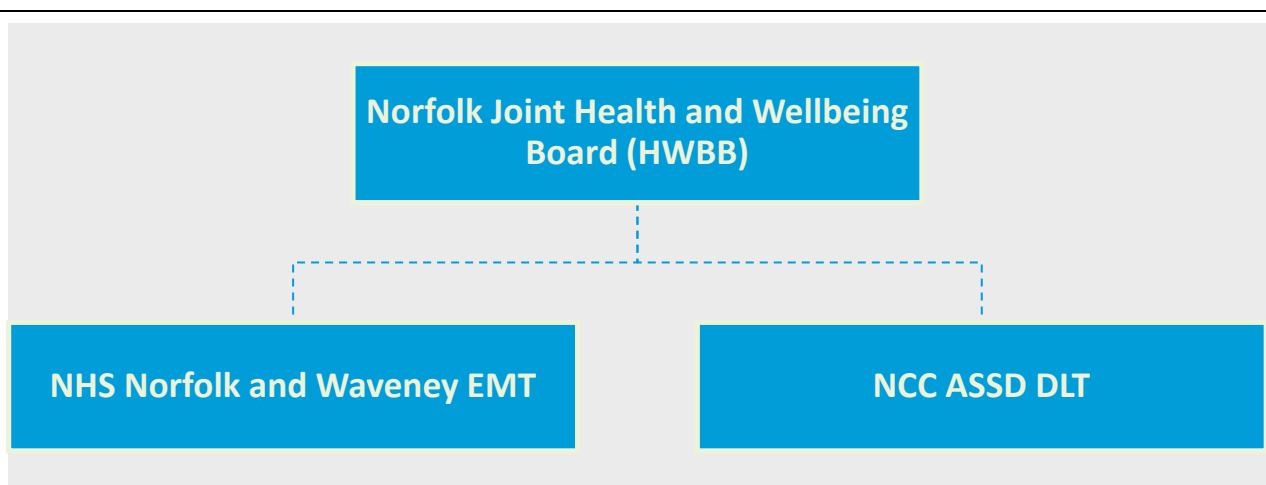 Norfolk Joint Health and Wellbeing
Board (HWBB)
NHS Norfolk and Waveney EMT
NCC ASSD DLT